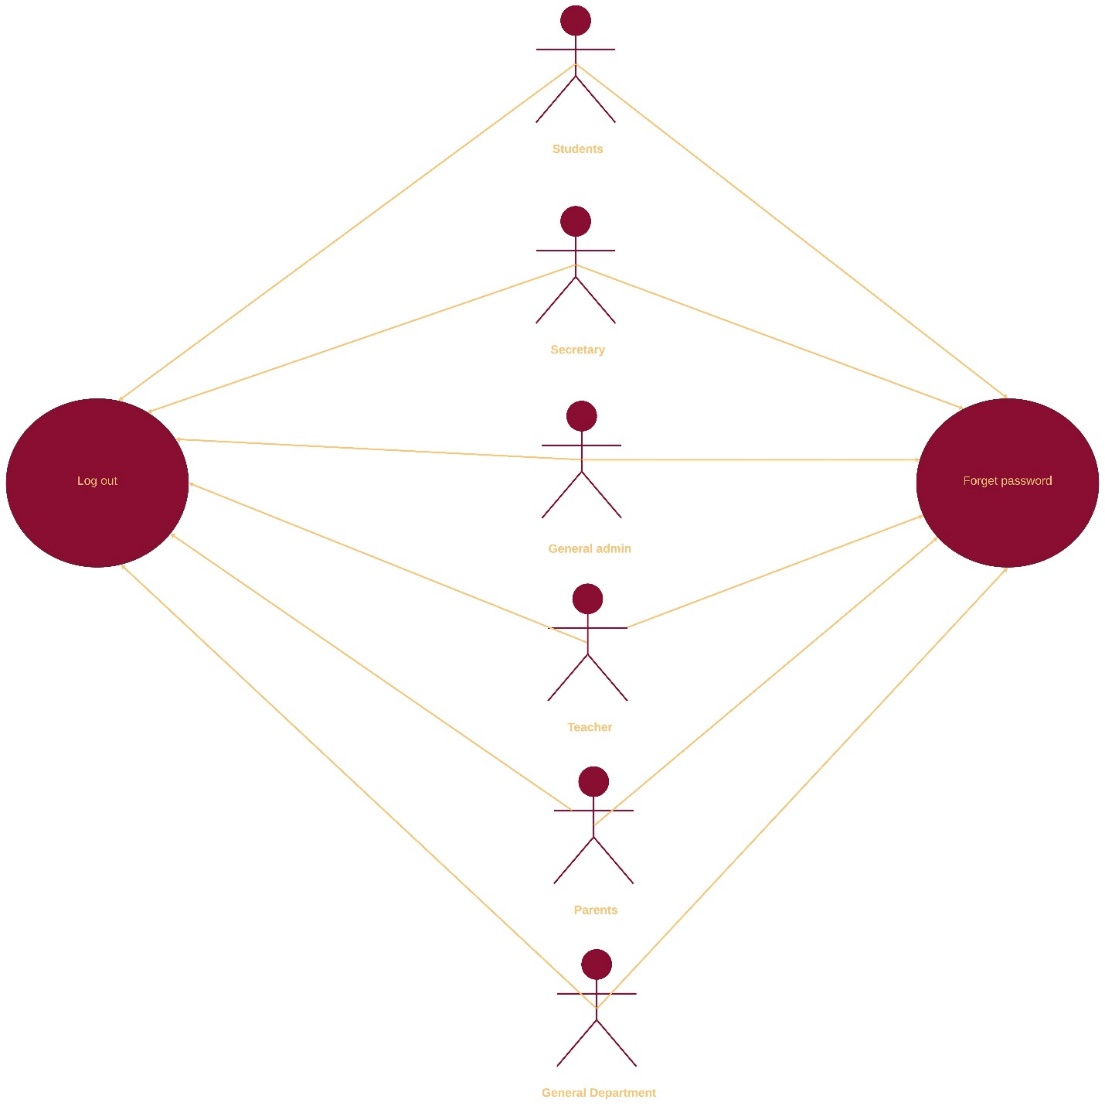 Students
Secretary
Log out
Forget password
General admin
Teacher
Parents
General Department